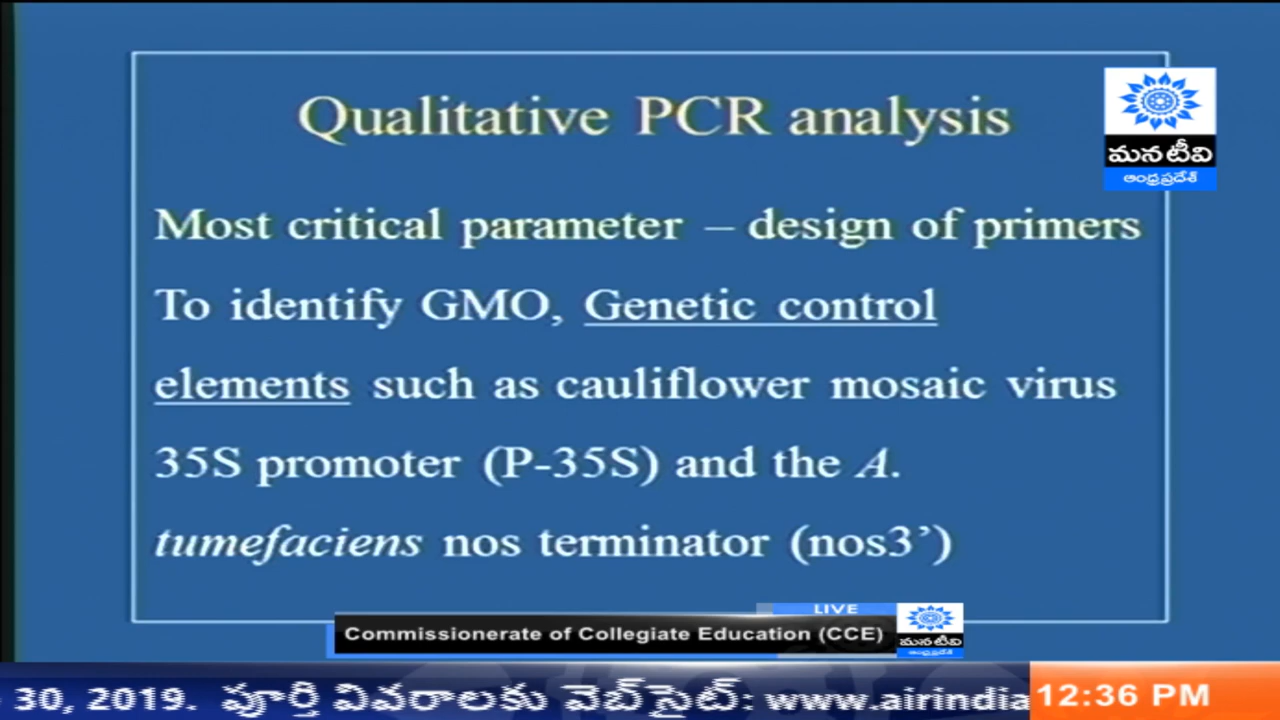 Qualitative PCR analysis
మన టీవి
ఆంధ్రప్రదేశ్
Most critical parameter – design of primers
To identify GMO, Genetic control
elements such as cauliflower mosaic virus
35S promoter (P-35S) and the A.
tumefaciens nos terminator (nos3’)
LIVE
Commissionerate of Collegiate Education (CCE)
మన టీవి
ఆంధ్రప్రదేశ్
30, 2019. పూర్తి వివరాలకు వెబ్‌సైట్: www.airindia
12:36 PM